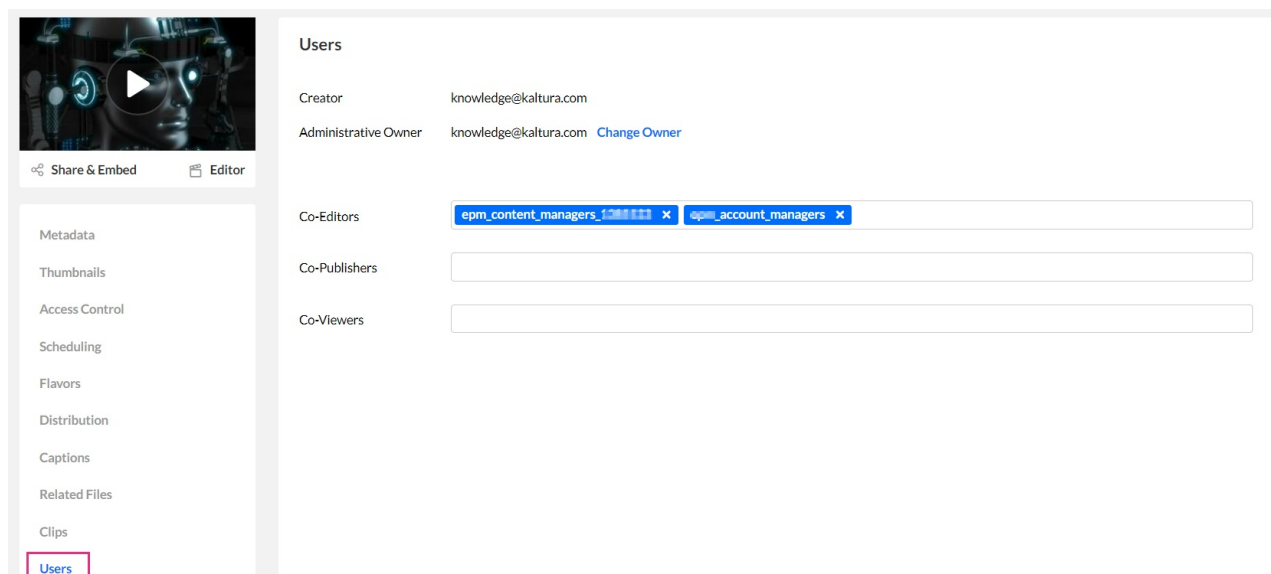 Users
Creator knowledge@kaltura.com
Administrative Owner knowledge@kaltura.com Change Owner
Share & Embed Editor
Co-Editors epm_content_managers_ × _account_managers ×
Co-Publishers
Co-Viewers
Metadata
Thumbnails
Access Control
Scheduling
Flavors
Distribution
Captions
Related Files
Clips
Users